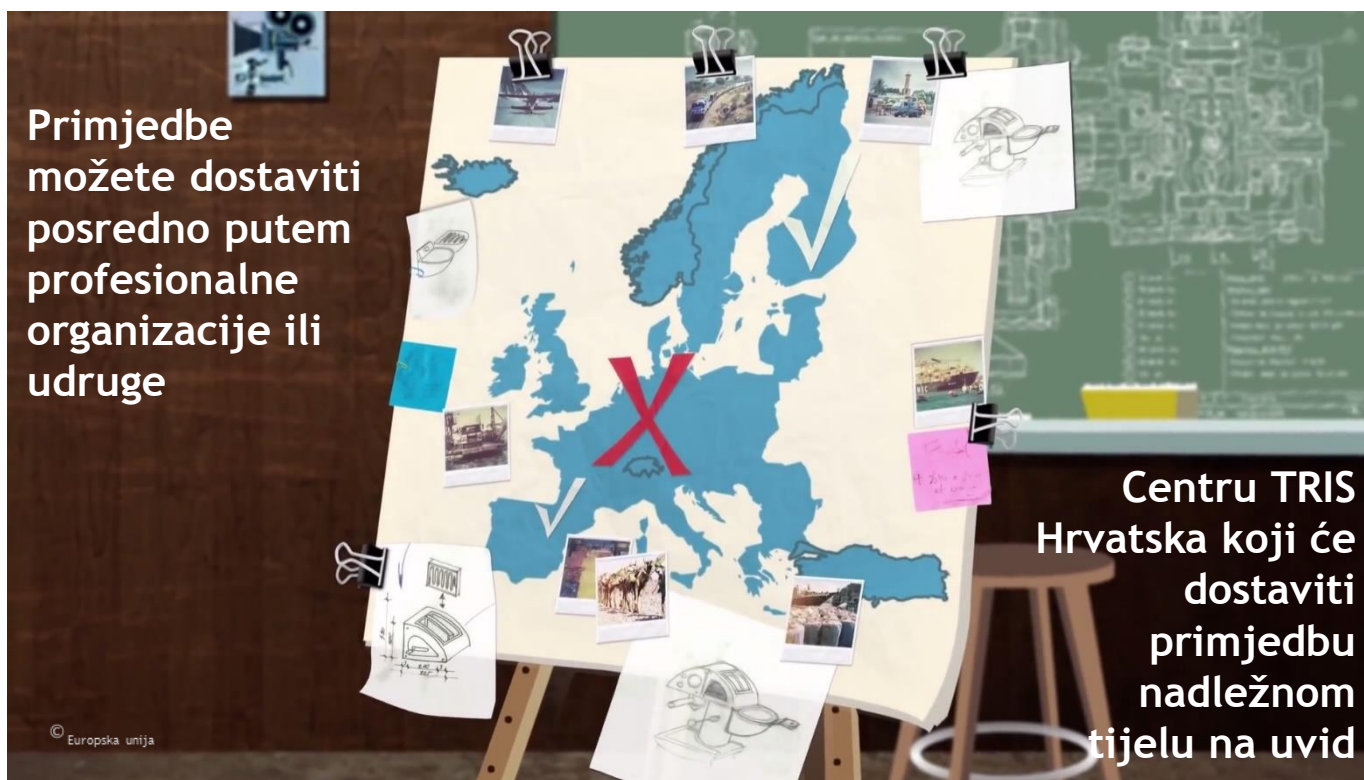 Primjedbe
možete dostaviti
posredno putem
profesionalne
organizacije ili
udruge
Centru TRIS
Hrvatska koji će
dostaviti
primjedbu
nadležnom
tijelu na uvid
© Europska unija